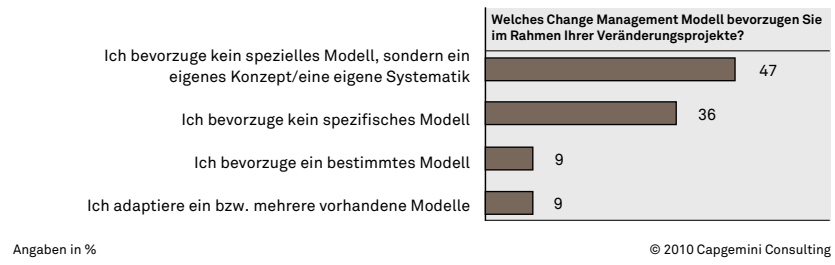 Welches Change Management Modell bevorzugen Sie
im Rahmen Ihrer Veränderungsprojekte?
Ich bevorzuge kein spezielles Modell, sondern ein
eigenes Konzept/eine eigene Systematik
47
Ich bevorzuge kein spezifisches Modell
36
Ich bevorzuge ein bestimmtes Modell
9
Ich adaptiere ein bzw. mehrere vorhandene Modelle
9
Angaben in %
© 2010 Capgemini Consulting